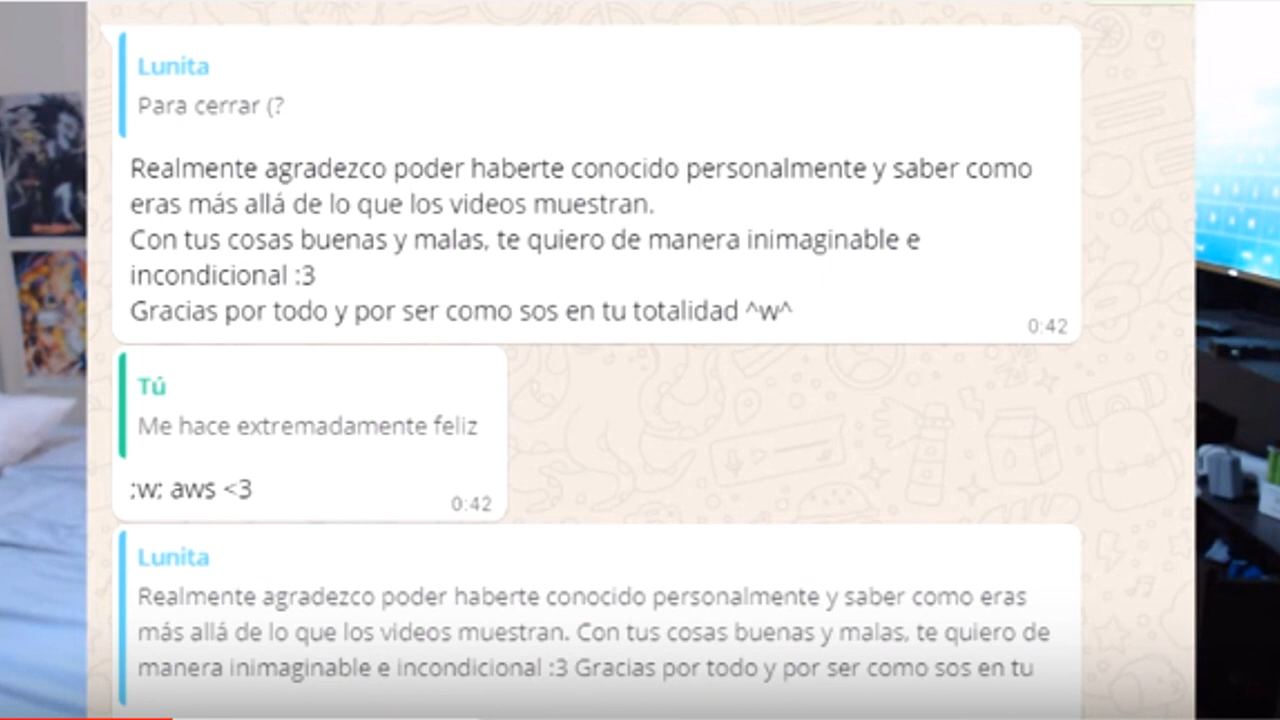 Lunita
Para cerrar (?
Realmente agradezco poder haberte conocido personalmente y saber como
eras más allá de lo que los videos muestran.
Con tus cosas buenas y malas, te quiero de manera inimaginable e
incondicional :3
Gracias por todo y por ser como sos en tu totalidad ^w^
0:42
Tú
Me hace extremadamente feliz
;w; aws <3
0:42
Lunita
Realmente agradezco poder haberte conocido personalmente y saber como eras
más allá de lo que los videos muestran. Con tus cosas buenas y malas, te quiero de
manera inimaginable e incondicional :3 Gracias por todo y por ser como sos en tu